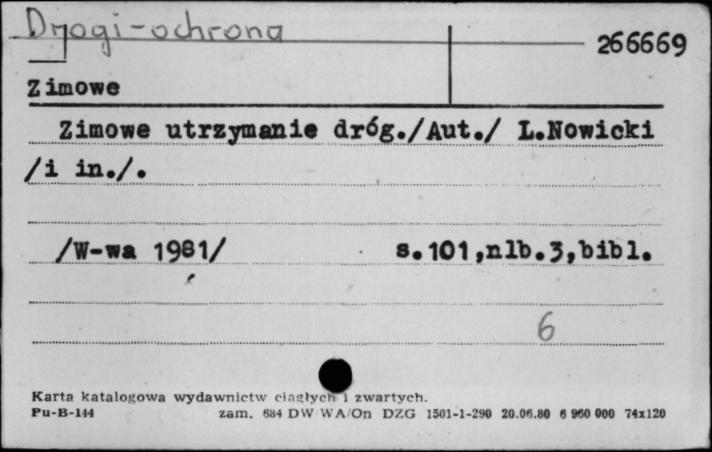 Drogi-ochrona
266669
Zimowe
Zimowe utrzymanie dróg./Aut./ L.Nowicki
/i in./.
/W-wa 1981/ s.101,nlb.3,bibl.
6
Karta katalogowa wydawnictw ciągłych i zwartych.
Pu-B-144 zam. 684 DW WA/On DZG 1501-1-290 20.06.80 6 960 000 74x120